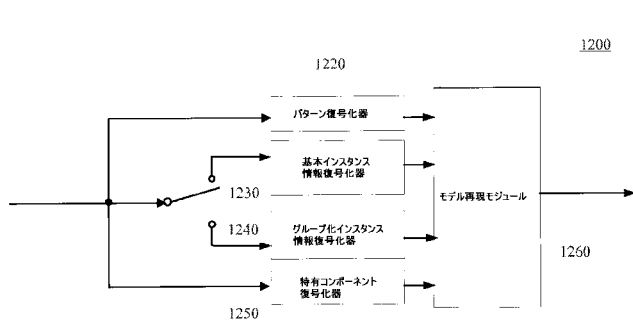 1200
1220
パターン復号化器
基本インスタンス
情報復号化器
1230
モデル再現モジュール
1240
グループ化インスタンス
情報復号化器
1260
特有コンポーネント
復号化器
1250